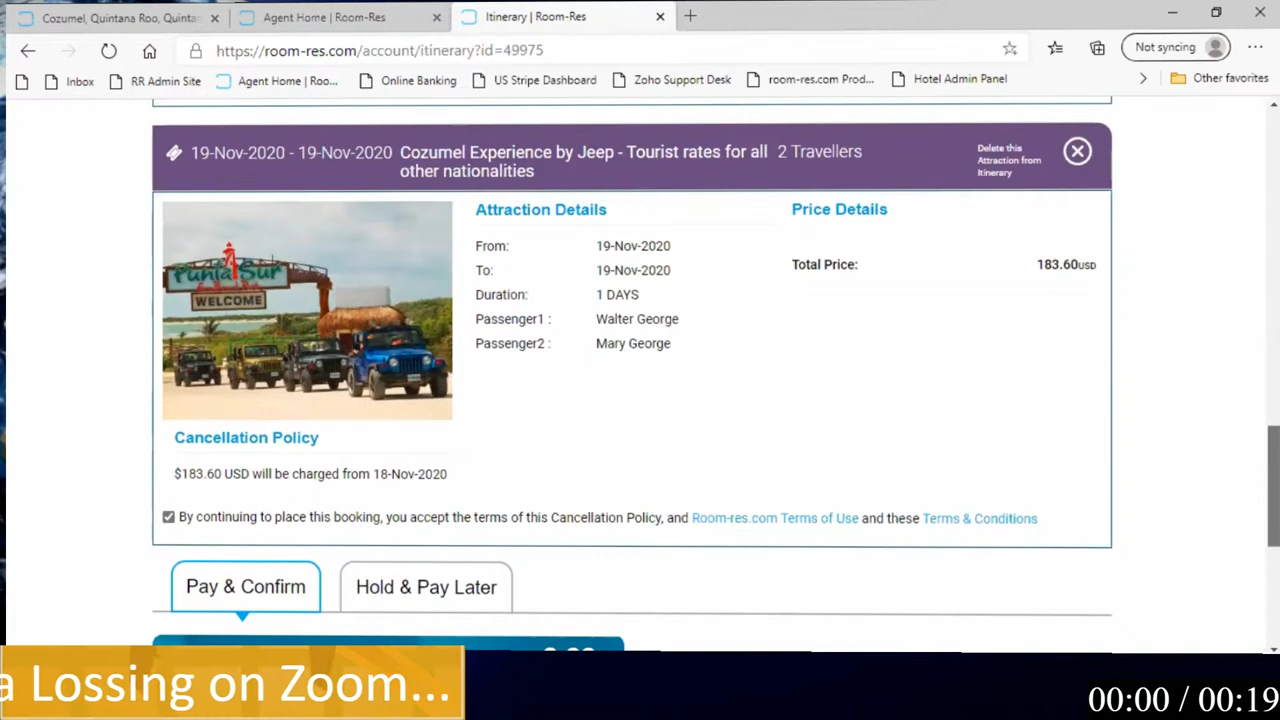 Cozumel, Quintana Roo, Quinta
Agent Home | Room-Res
Itinerary | Room-Res
https://room-res.com/account/itinerary?id=49975
Not syncing
Inbox
RR Admin Site
Agent Home | Roo...
Online Banking
US Stripe Dashboard
Zoho Support Desk
room-res.com Prod...
Hotel Admin Panel
Other favorites
19-Nov-2020 - 19-Nov-2020 Cozumel Experience by Jeep - Tourist rates for all 2 Travellers
other nationalities
Delete this
Attraction from
Itinerary
Punta Sur
WELCOME
Attraction Details
From: 19-Nov-2020
To: 19-Nov-2020
Duration: 1 DAYS
Passenger1 : Walter George
Passenger2 : Mary George
Price Details
Total Price: 183.60USD
Cancellation Policy
$183.60 USD will be charged from 18-Nov-2020
By continuing to place this booking, you accept the terms of this Cancellation Policy, and Room-res.com Terms of Use and these Terms & Conditions
Pay & Confirm
Hold & Pay Later
a Lossing on Zoom...
00:00 / 00:19